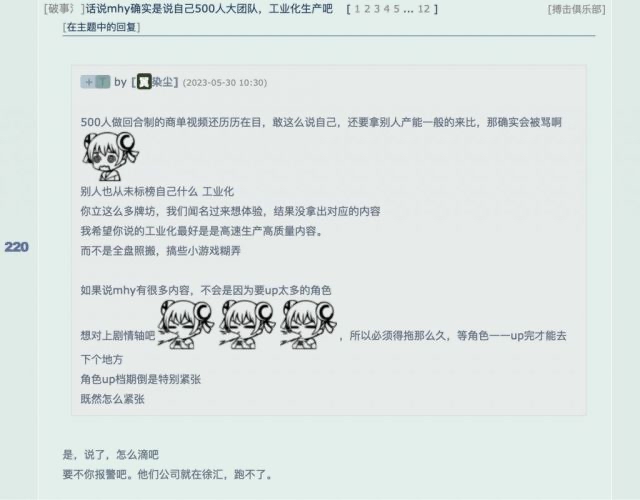 [破事氵]话说mhy确实是说自己500人大团队，工业化生产吧 [ 1 2 3 4 5 ... 12 ] [搏击俱乐部]
[在主题中的回复]
+ T by [染尘] (2023-05-30 10:30)
500人做回合制的商单视频还历历在目，敢这么说自己，还要拿别人产能一般的来比，那确实会被骂啊
别人也从未标榜自己什么 工业化
你立这么多牌坊，我们闻名过来想体验，结果没拿出对应的内容
我希望你说的工业化最好是是高速生产高质量内容。
220
而不是全盘照搬，搞些小游戏糊弄
如果说mhy有很多内容，不会是因为要up太多的角色
想对上剧情轴吧，所以必须得拖那么久，等角色一一up完才能去
下个地方
角色up档期倒是特别紧张
既然怎么紧张
是，说了，怎么滴吧
要不你报警吧。他们公司就在徐汇，跑不了。